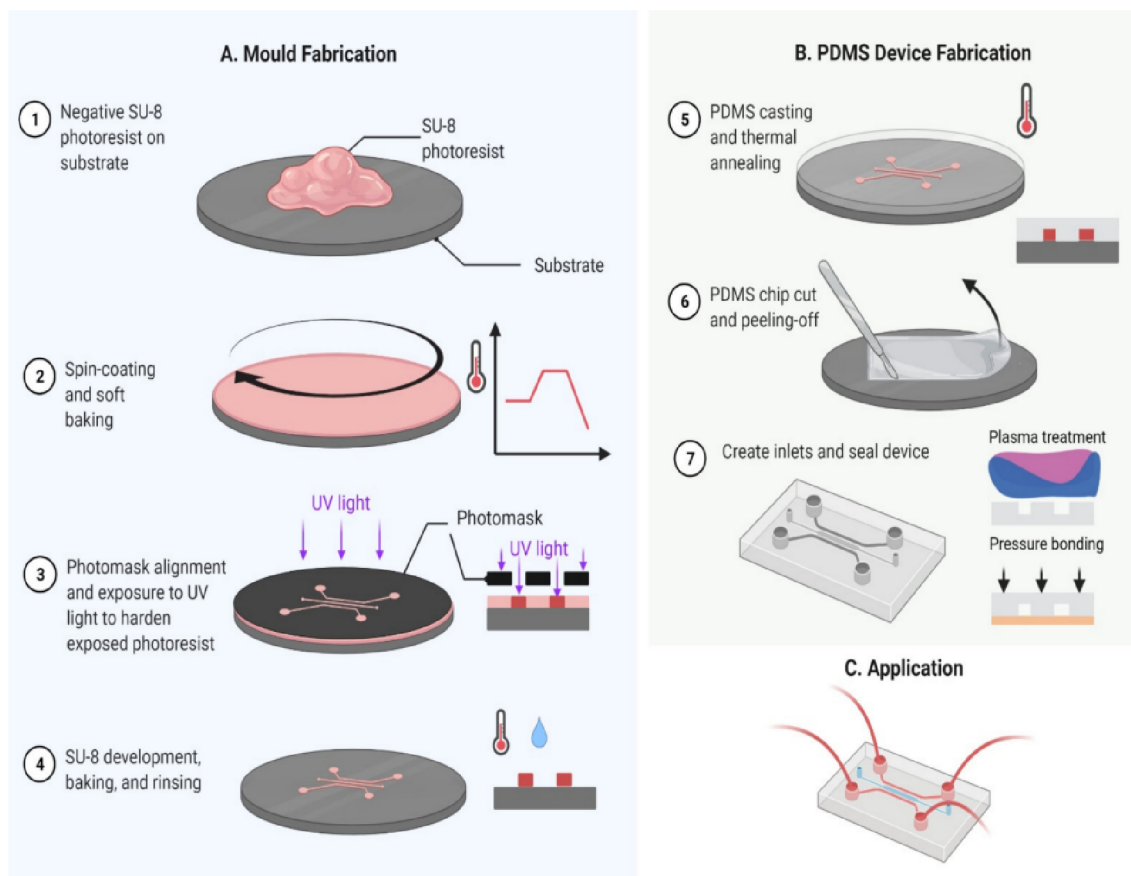 A. Mould Fabrication
1
Negative SU-8
photoresist on
substrate
SU-8
photoresist
Substrate
2
Spin-coating
and soft
baking
UV light
Photomask
UV light
3
Photomask alignment
and exposure to UV
light to harden
exposed photoresist
4
SU-8 development,
baking, and rinsing
B. PDMS Device Fabrication
5
PDMS casting
and thermal
annealing
6
PDMS chip cut
and peeling-off
7
Create inlets and seal device
Plasma treatment
Pressure bonding
C. Application